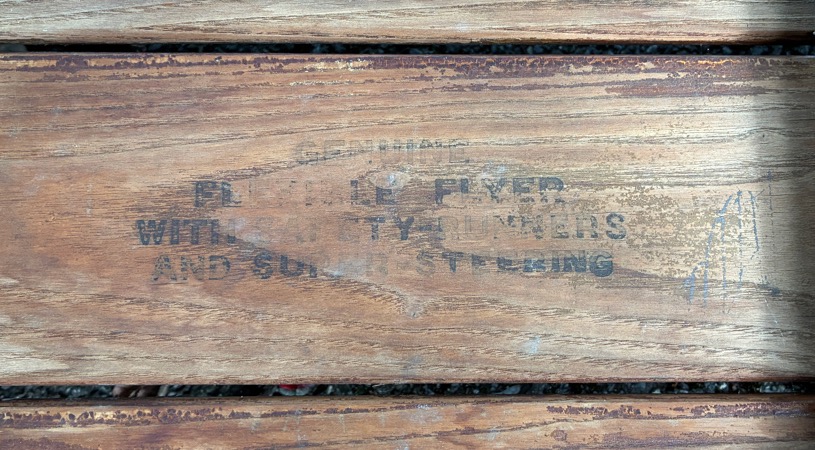 GENUINE
FLEXIBLE FLYER
WITH SAFETY RUNNERS
AND SUPER STEERING